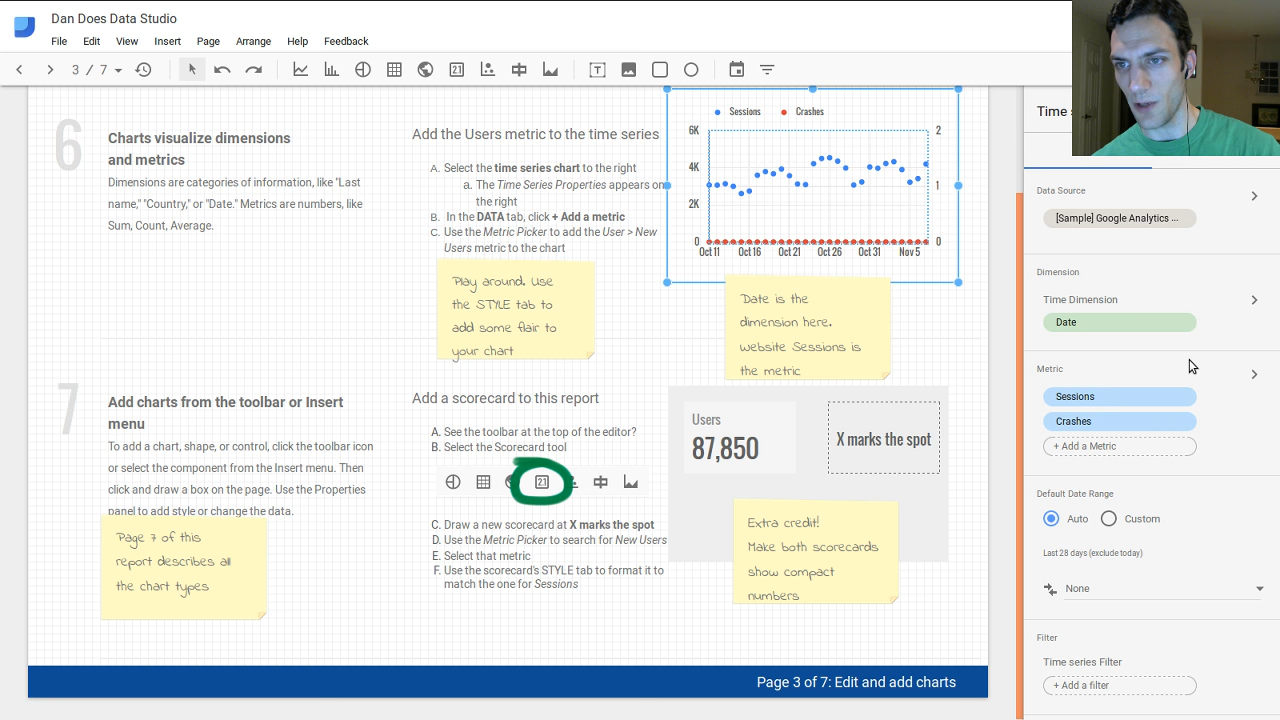 Dan Does Data Studio
File Edit View Insert Page Arrange Help Feedback
3 / 7
6
Charts visualize dimensions
and metrics
Dimensions are categories of information, like "Last
name," "Country," or "Date." Metrics are numbers, like
Sum, Count, Average.
Add the Users metric to the time series
A. Select the time series chart to the right
a. The Time Series Properties appears on
the right
B. In the DATA tab, click + Add a metric
C. Use the Metric Picker to add the User > New
Users metric to the chart
Play around. Use
the STYLE tab to
add some flair to
your chart
Sessions Crashes
6K 2
4K 1
2K
0 0
Oct 11 Oct 16 Oct 21 Oct 26 Oct 31 Nov 5
Date is the
dimension here.
Website Sessions is
the metric
7
Add charts from the toolbar or Insert
menu
To add a chart, shape, or control, click the toolbar icon
or select the component from the Insert menu. Then
click and draw a box on the page. Use the Properties
panel to add style or change the data.
Page 7 of this
report describes all
the chart types
Add a scorecard to this report
A. See the toolbar at the top of the editor?
B. Select the Scorecard tool
21
C. Draw a new scorecard at X marks the spot
D. Use the Metric Picker to search for New Users
E. Select that metric
F. Use the scorecard's STYLE tab to format it to
match the one for Sessions
Users
87,850
X marks the spot
Extra credit!
Make both scorecards
show compact
numbers
Page 3 of 7: Edit and add charts
Data Source
[Sample] Google Analytics ...
Dimension
Time Dimension
Date
Metric
Sessions
Crashes
+ Add a Metric
Default Date Range
Auto Custom
Last 28 days (exclude today)
None
Filter
Time series Filter
+ Add a filter